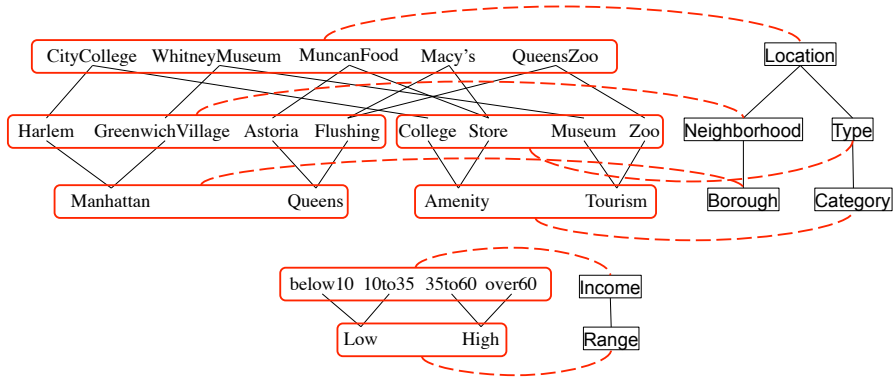 CityCollege WhitneyMuseum MuncanFood Macy's QueensZoo Location
Harlem GreenwichVillage Astoria Flushing College Store Museum Zoo Neighborhood Type
Manhattan Queens Amenity Tourism Borough Category
below10 10to35 35to60 over60 Income
Low High Range